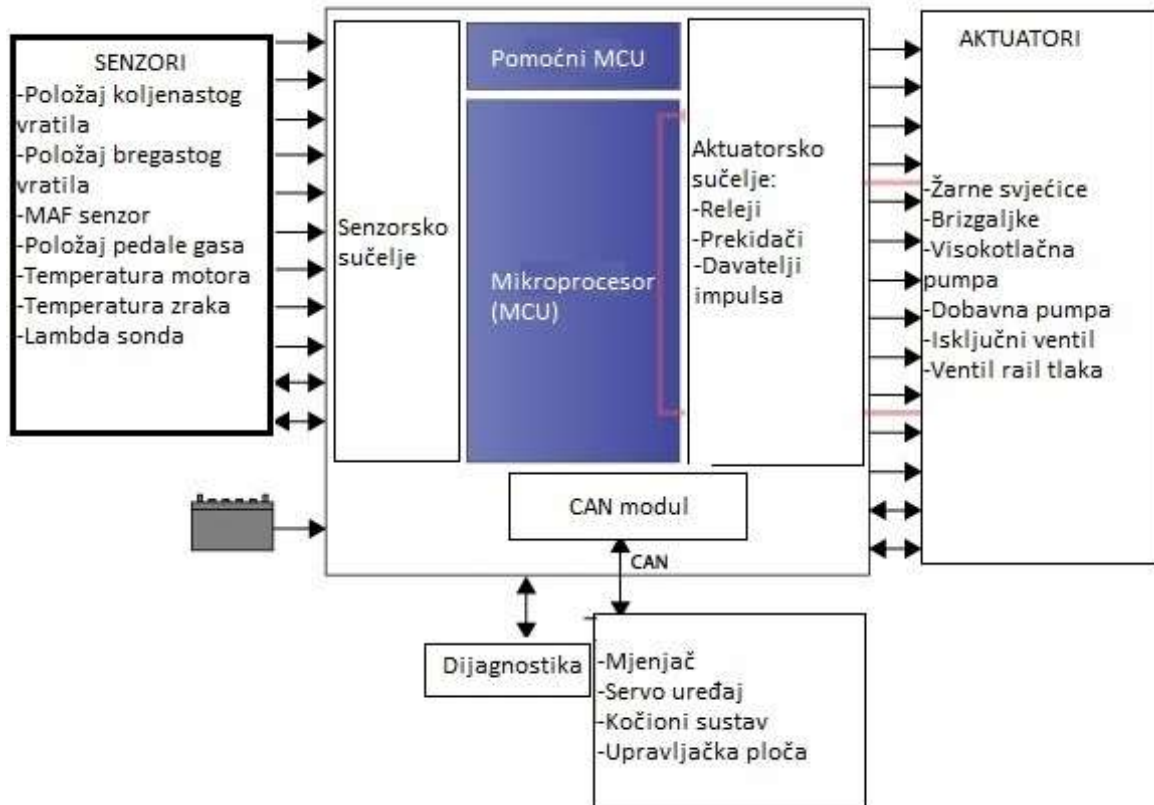 SENZORI
-Položaj koljenastog
vratila
-Položaj bregastog
vratila
-MAF senzor
-Položaj pedale gasa
-Temperatura motora
-Temperatura zraka
-Lambda sonda
Senzorsko
sučelje
Pomoćni MCU
Mikroprocesor
(MCU)
Aktuatorsko
sučelje:
-Releji
-Prekidači
-Davatelji
impulsa
AKTUATORI
-Žarne svjećice
-Brizgaljke
-Visokotlačna
pumpa
-Dobavna pumpa
-Isključni ventil
-Ventil rail tlaka
CAN modul
CAN
Dijagnostika
-Mjenjač
-Servo uređaj
-Kočioni sustav
-Upravljačka ploča